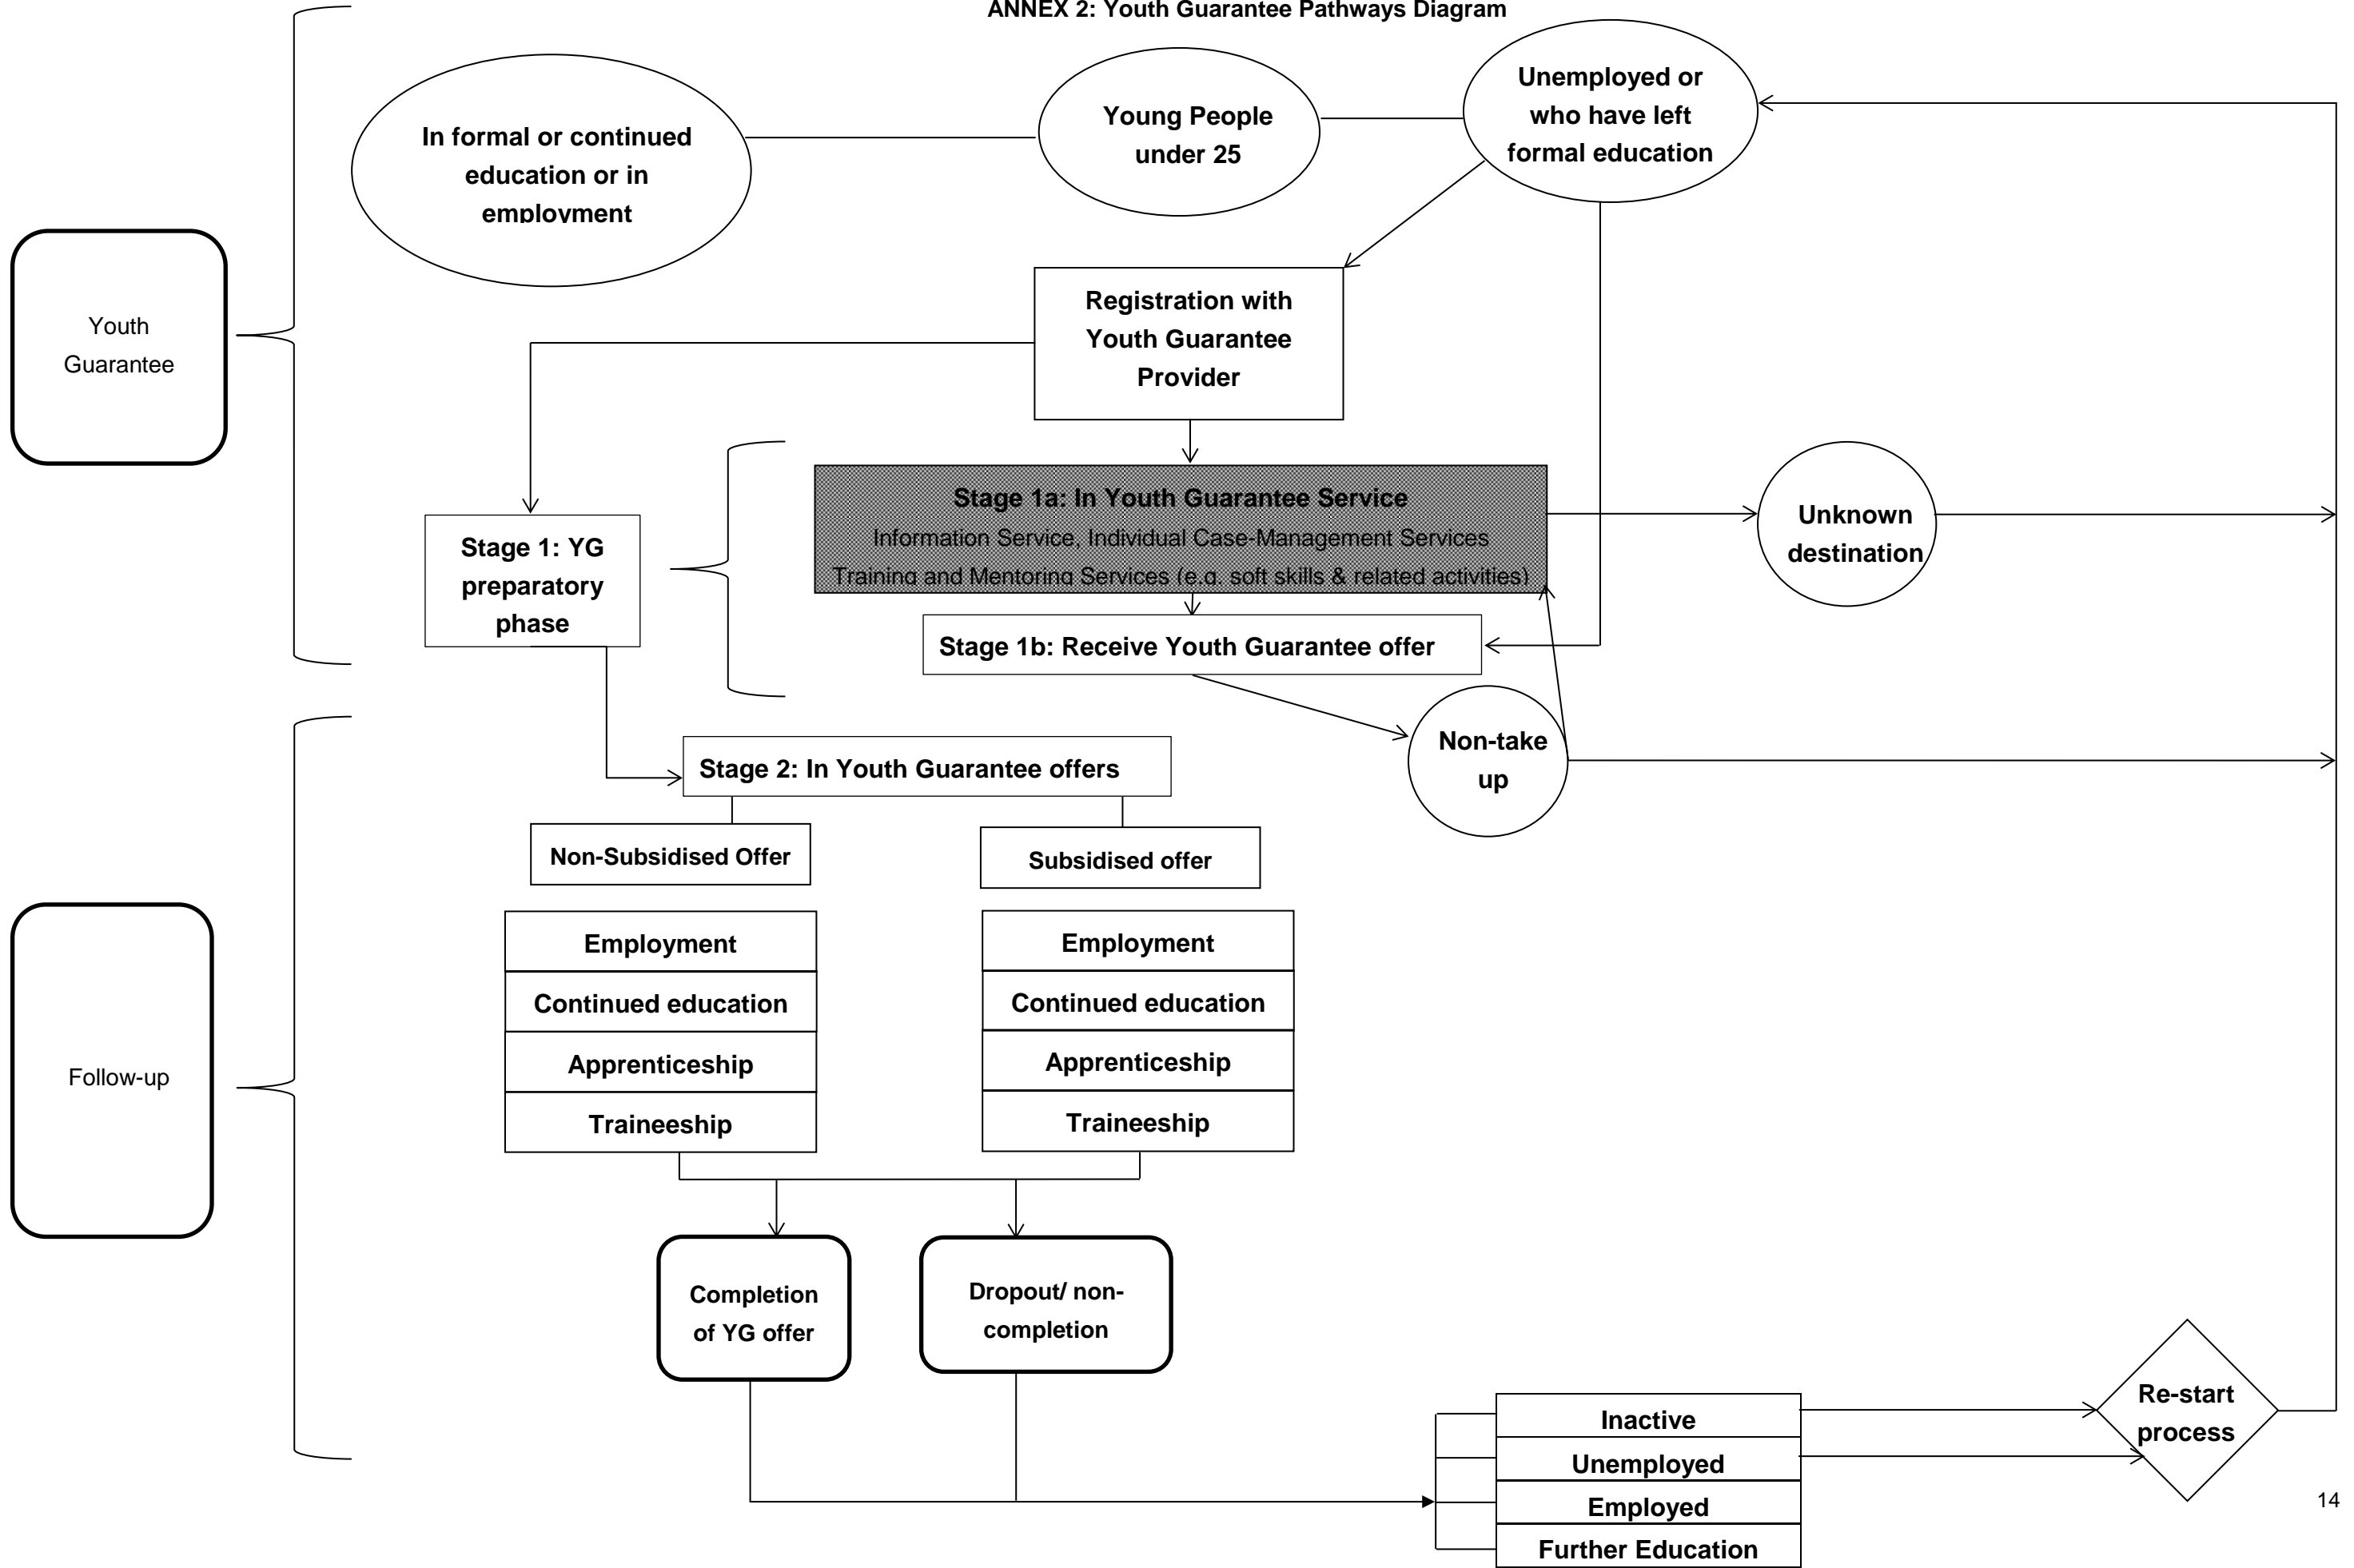 ANNEX 2: Youth Guarantee Pathways Diagram
In formal or continued
education or in
employment
Young People
under 25
Unemployed or
who have left
formal education
Youth
Guarantee
Registration with
Youth Guarantee
Provider
Stage 1: YG
preparatory
phase
Stage 1a: In Youth Guarantee Service
Information Service, Individual Case-Management Services
Training and Mentoring Services (e.g. soft skills & related activities)
Unknown
destination
Stage 1b: Receive Youth Guarantee offer
Non-take
up
Stage 2: In Youth Guarantee offers
Non-Subsidised Offer
Subsidised offer
Follow-up
Employment
Continued education
Apprenticeship
Traineeship
Employment
Continued education
Apprenticeship
Traineeship
Completion
of YG offer
Dropout/ non-
completion
Inactive
Unemployed
Employed
Further Education
Re-start
process
14